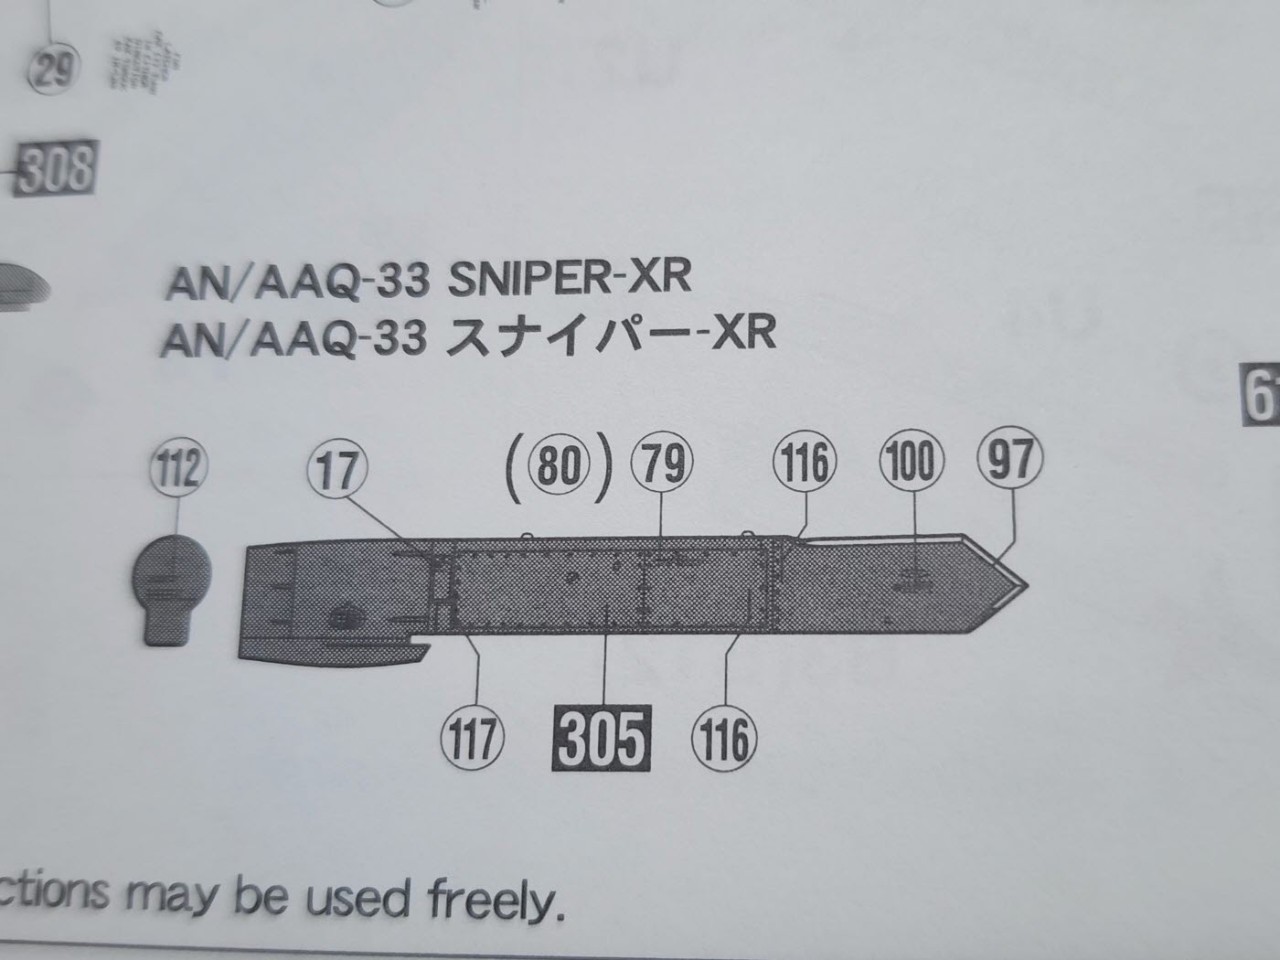 29
308
AN/AAQ-33 SNIPER-XR
AN/AAQ-33 スナイパー-XR
6
112 17 (80) 79 116 100 97
117 305 116
ctions may be used freely.